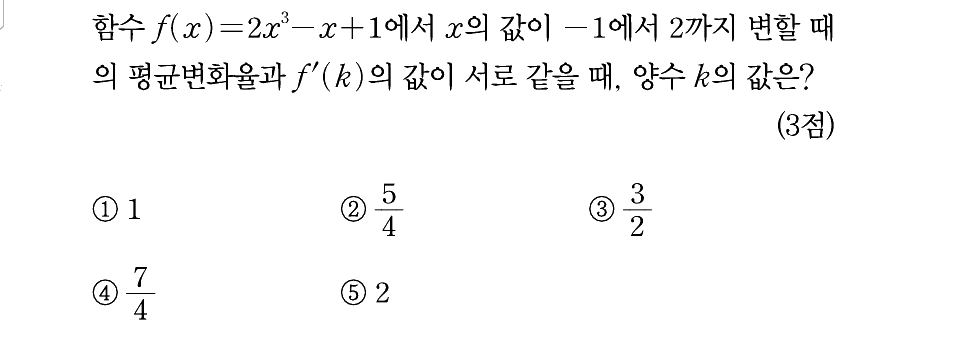 함수 f(x)=2x³-x+1에서 x의 값이 -1에서 2까지 변할 때
의 평균변화율과 f′(k)의 값이 서로 같을 때, 양수 k의 값은?
(3점)
① 1 ② 5/4 ③ 3/2
④ 7/4 ⑤ 2